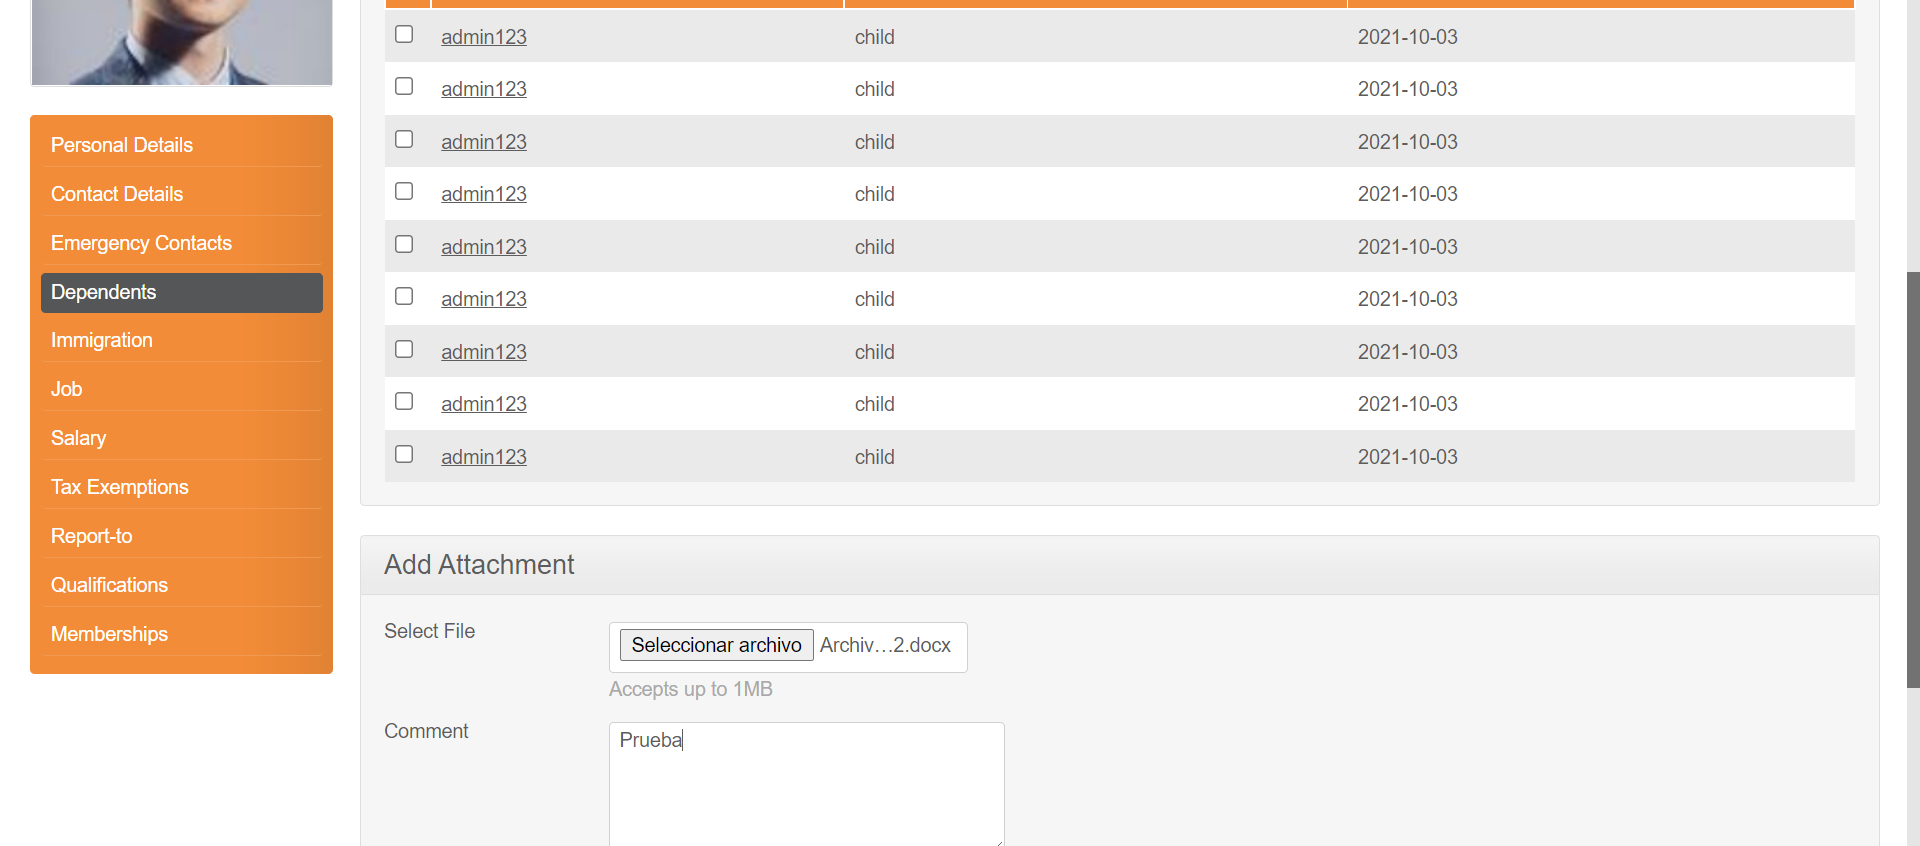 admin123 child 2021-10-03
admin123 child 2021-10-03
admin123 child 2021-10-03
admin123 child 2021-10-03
admin123 child 2021-10-03
admin123 child 2021-10-03
admin123 child 2021-10-03
admin123 child 2021-10-03
admin123 child 2021-10-03
Personal Details
Contact Details
Emergency Contacts
Dependents
Immigration
Job
Salary
Tax Exemptions
Report-to
Qualifications
Memberships
Add Attachment
Select File
Seleccionar archivo Archiv…2.docx
Accepts up to 1MB
Comment
Prueba